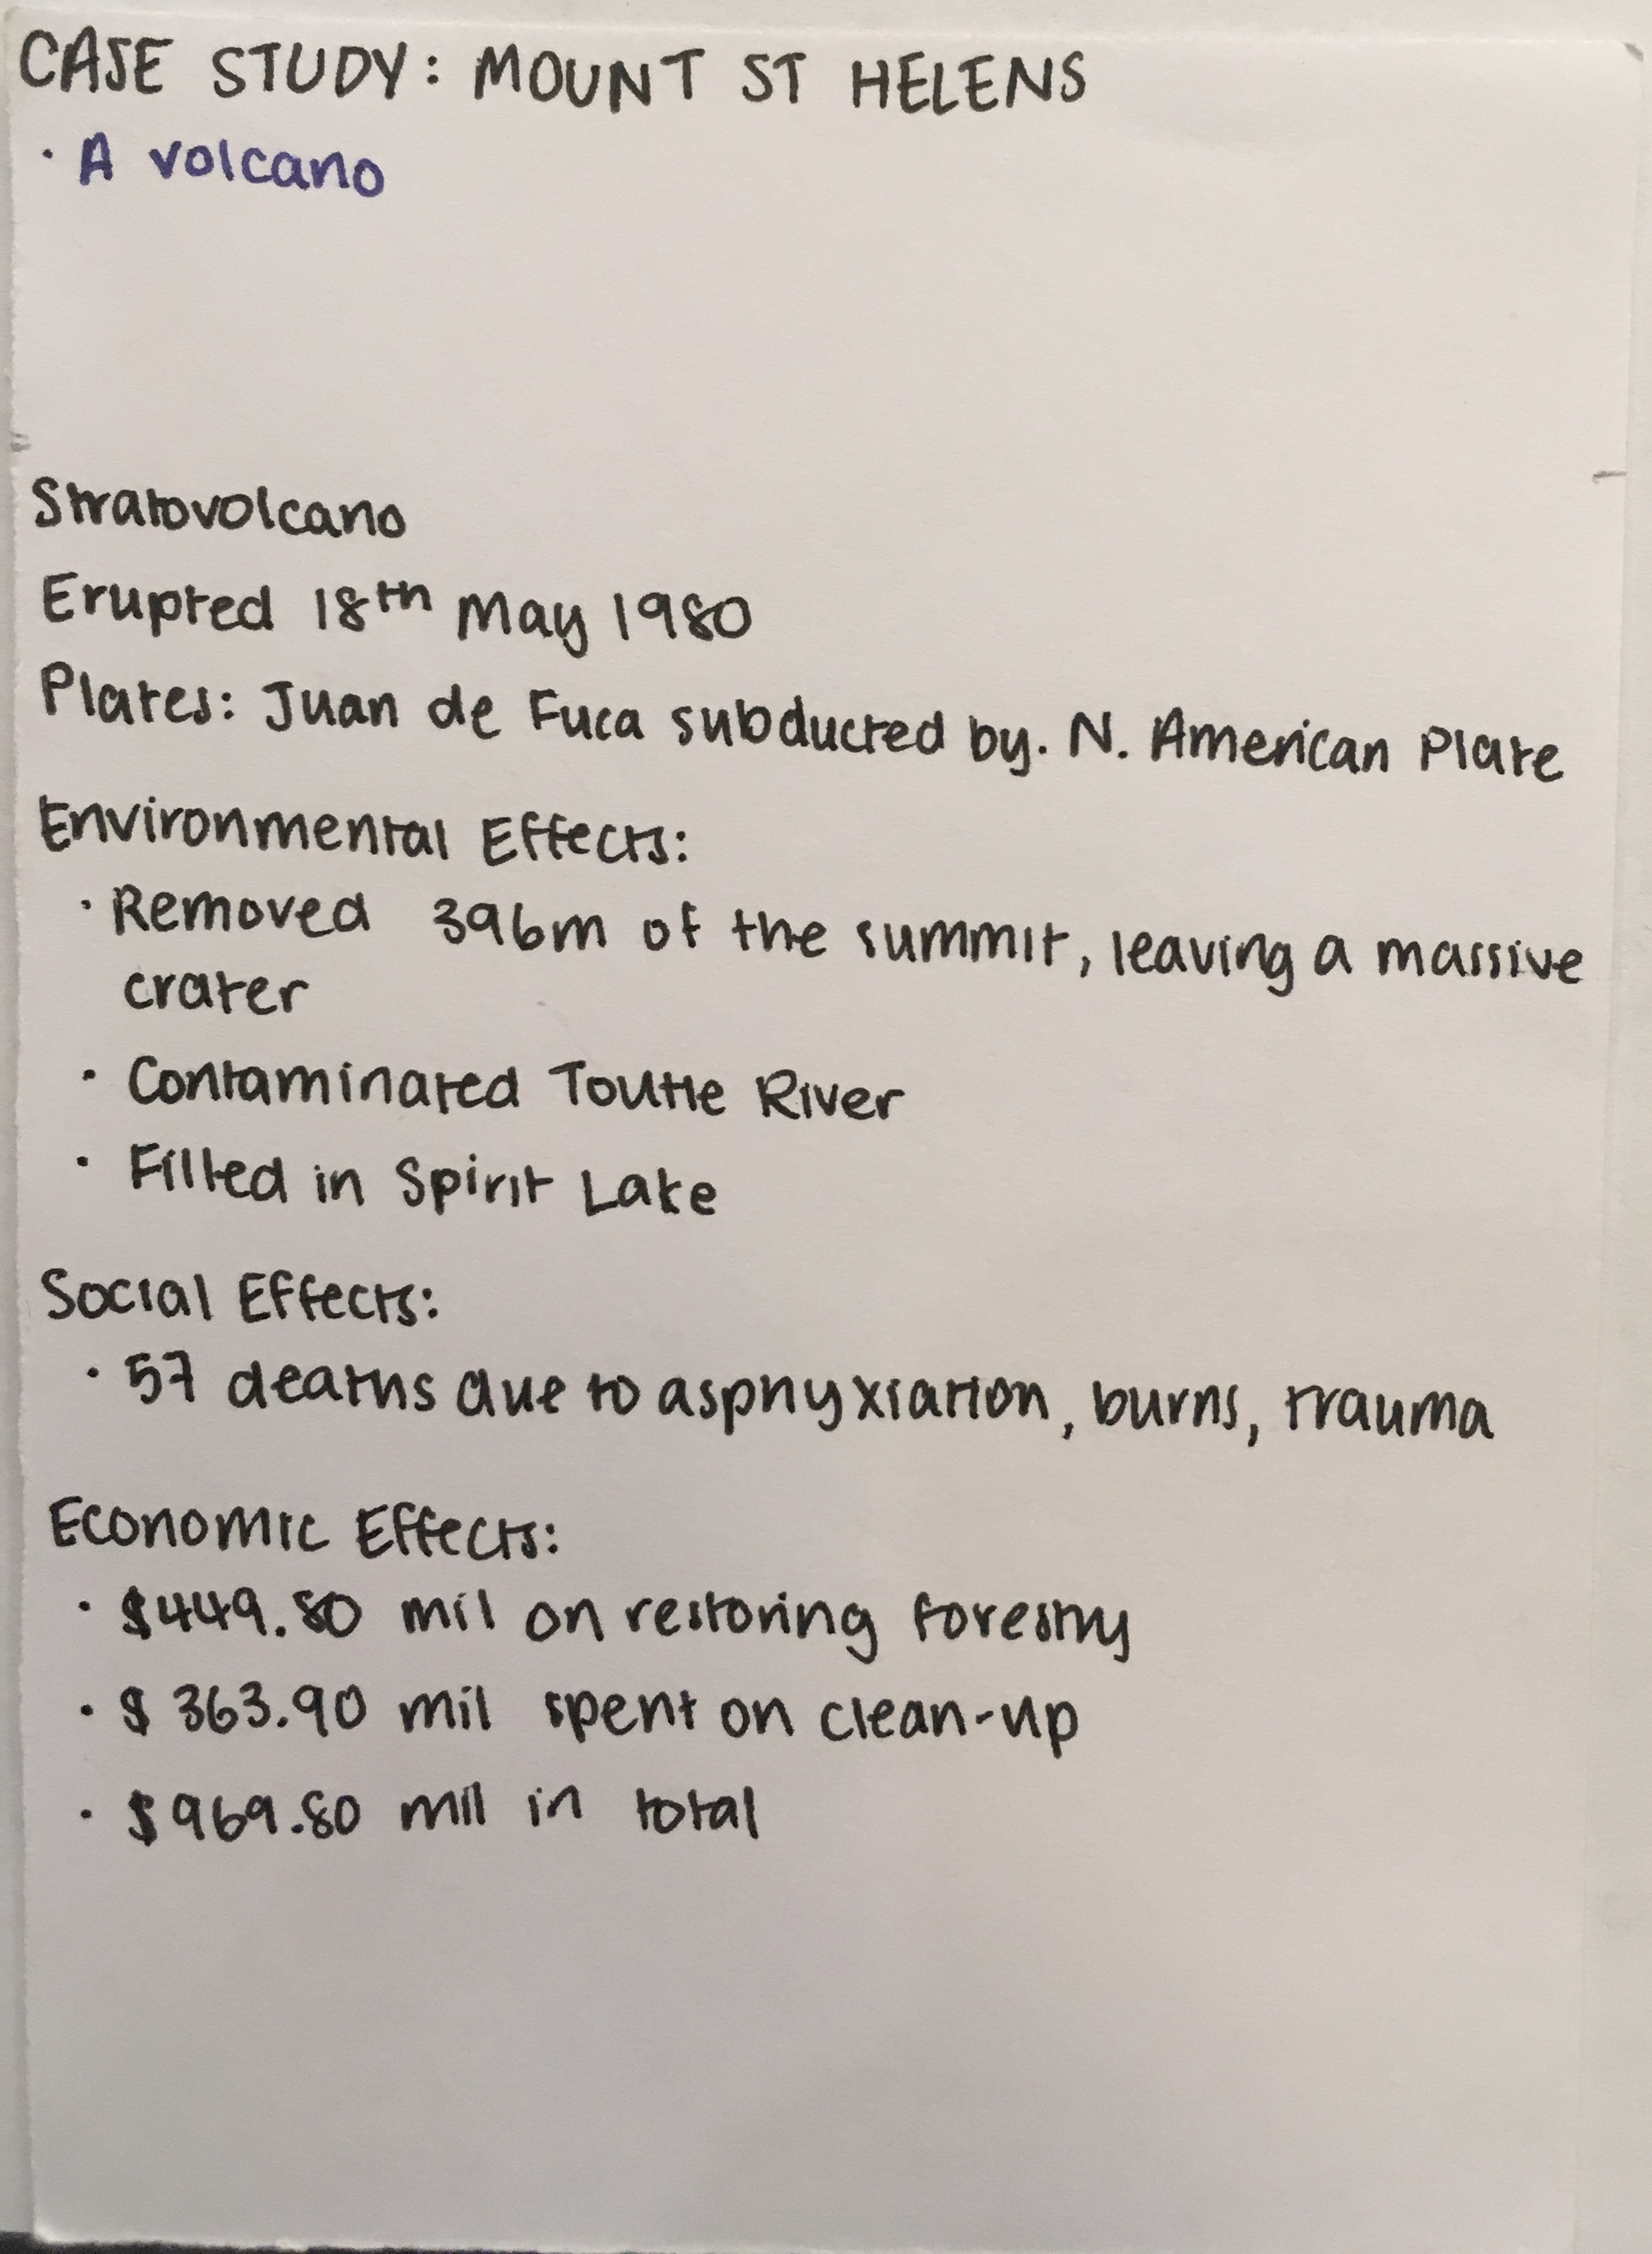 CASE STUDY: MOUNT ST HELENS
· A volcano
Stratovolcano
Erupted 18th May 1980
Plates: Juan de Fuca subducted by. N. American Plate
Environmental Effects:
· Removed 396m of the summit, leaving a massive
crater
· Contaminated Toutle River
· Filled in Spirit Lake
Social Effects:
· 57 deaths due to asphyxiation, burns, trauma
Economic Effects:
· $449.80 mil on restoring forestry
· $363.90 mil spent on clean-up
· $969.80 mil in total